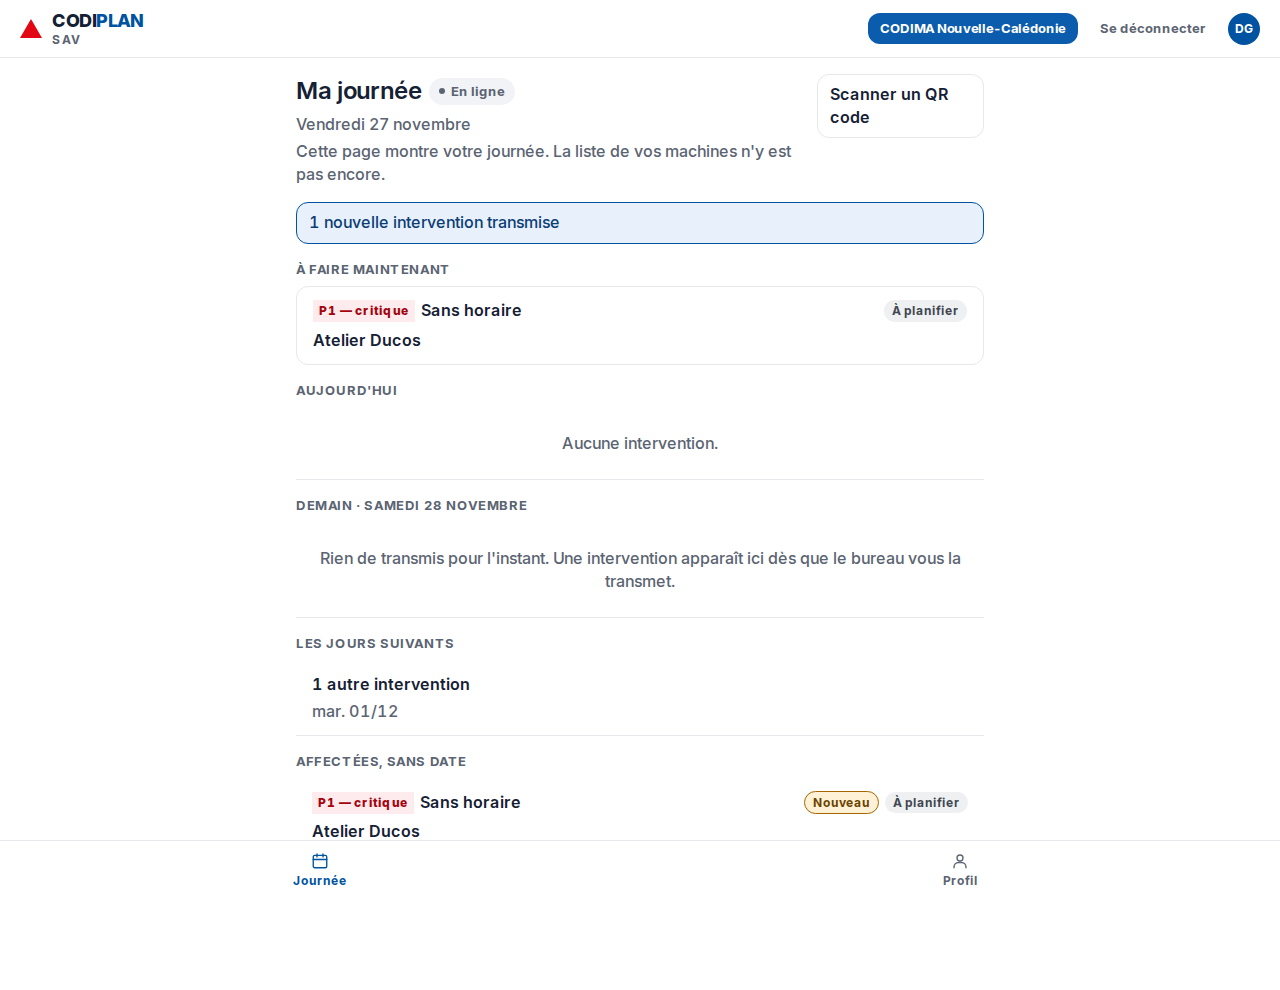 CODIPLAN
SAV
CODIMA Nouvelle-Calédonie
Se déconnecter
DG
Ma journée
En ligne
Scanner un QR
code
Vendredi 27 novembre
Cette page montre votre journée. La liste de vos machines n'y est
pas encore.
1 nouvelle intervention transmise
À FAIRE MAINTENANT
P1 — critique Sans horaire
À planifier
Atelier Ducos
AUJOURD'HUI
Aucune intervention.
DEMAIN · SAMEDI 28 NOVEMBRE
Rien de transmis pour l'instant. Une intervention apparaît ici dès que le bureau vous la
transmet.
LES JOURS SUIVANTS
1 autre intervention
mar. 01/12
AFFECTÉES, SANS DATE
P1 — critique Sans horaire
Nouveau
À planifier
Atelier Ducos
Journée
Profil